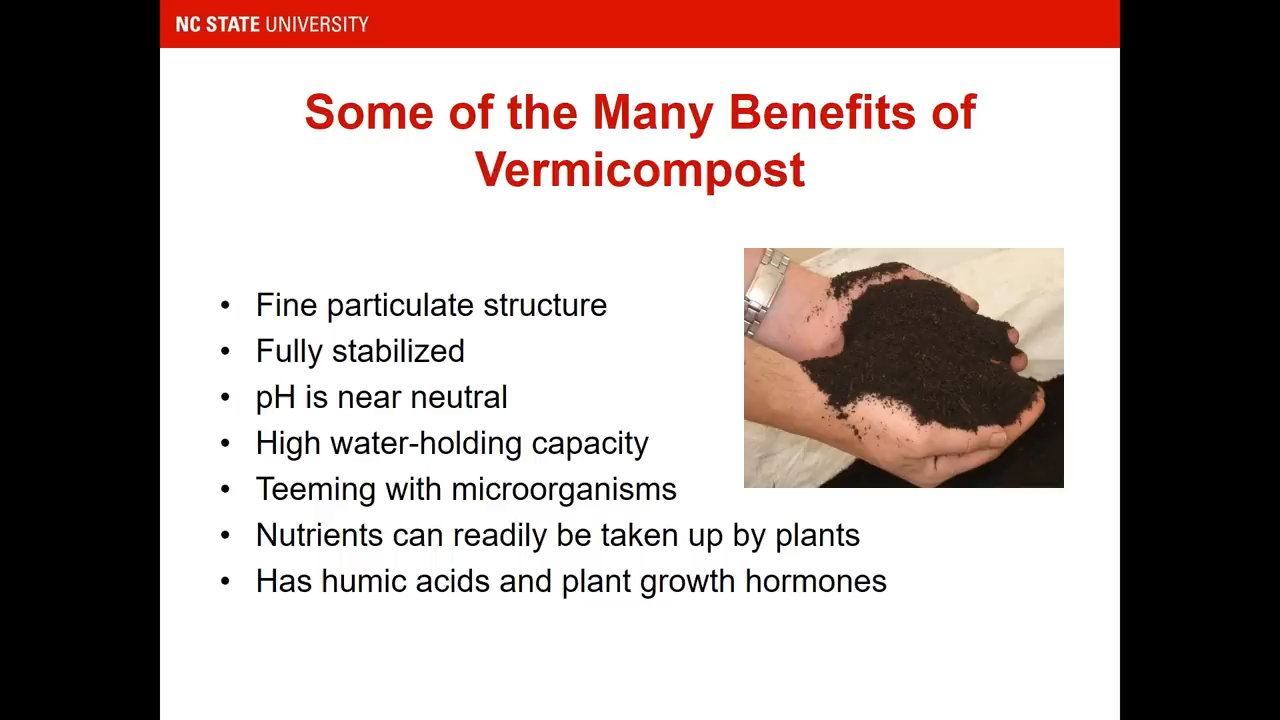 NC STATE UNIVERSITY
Some of the Many Benefits of
Vermicompost
• Fine particulate structure
• Fully stabilized
• pH is near neutral
• High water-holding capacity
• Teeming with microorganisms
• Nutrients can readily be taken up by plants
• Has humic acids and plant growth hormones